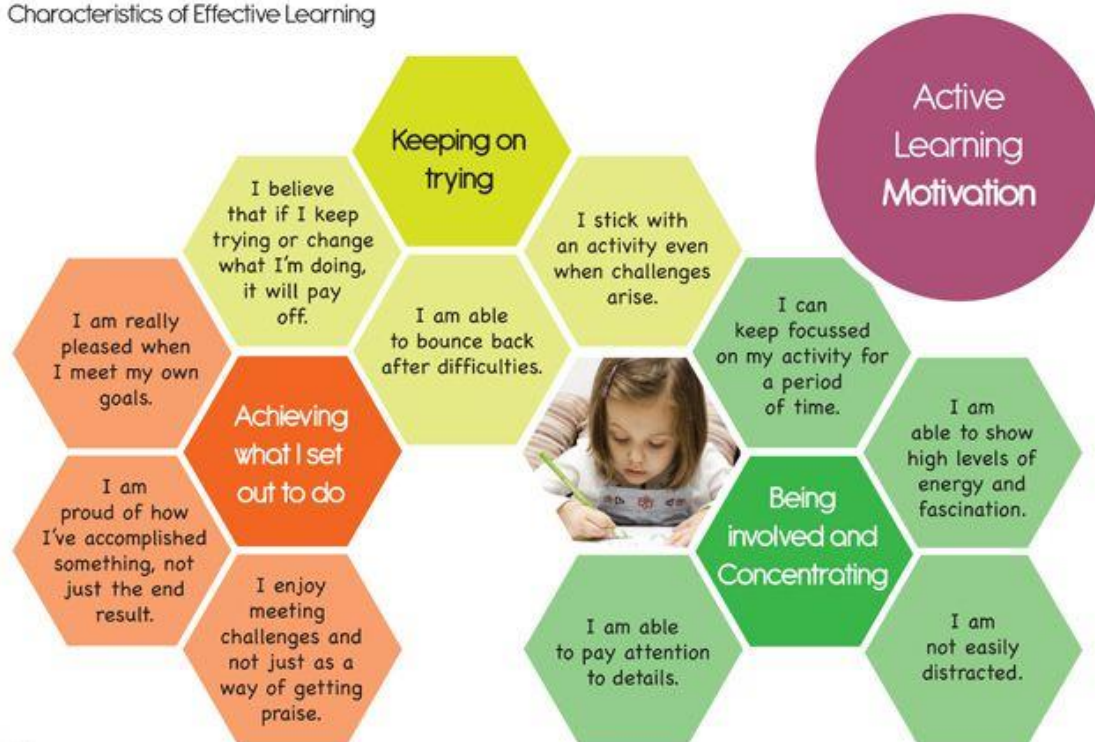 Characteristics of Effective Learning
Active
Learning
Motivation
Keeping on
trying
I believe
that if I keep
trying or change
what I'm doing,
it will pay
off.
I am able
to bounce back
after difficulties.
I stick with
an activity even
when challenges
arise.
I am really
pleased when
I meet my own
goals.
Achieving
what I set
out to do
I am
proud of how
I've accomplished
something, not
just the end
result.
I enjoy
meeting
challenges and
not just as a
way of getting
praise.
I can
keep focussed
on my activity for
a period
of time.
I am
able to show
high levels of
energy and
fascination.
Being
involved and
Concentrating
I am able
to pay attention
to details.
I am
not easily
distracted.